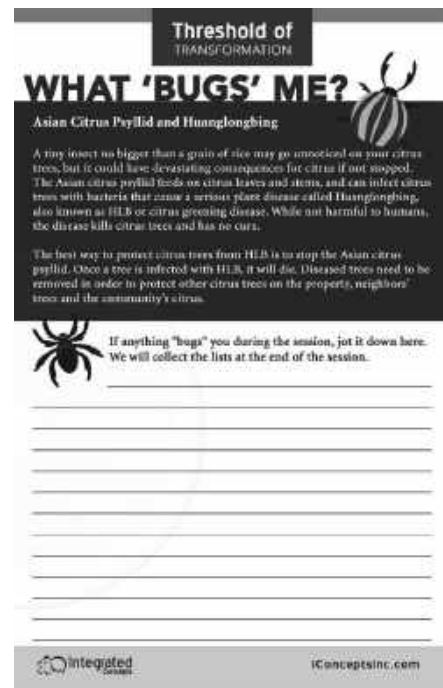 Threshold of
TRANSFORMATION
WHAT 'BUGS' ME?
Asian Citrus Psyllid and Huanglongbing
A tiny insect no bigger than a grain of rice may go unnoticed on your citrus
trees, but it could have devastating consequences for citrus if not stopped.
The Asian citrus psyllid feeds on citrus leaves and stems, and can infect citrus
trees with bacteria that cause a serious plant disease called Huanglongbing,
also known as HLB or citrus greening disease. While not harmful to humans,
the disease kills citrus trees and has no cure.
The best way to protect citrus trees from HLB is to stop the Asian citrus
psyllid. Once a tree is infected with HLB, it will die. Diseased trees need to be
removed in order to protect other citrus trees on the property, neighbors'
trees and the community's citrus.
If anything "bugs" you during the session, jot it down here.
We will collect the lists at the end of the session.
integrated
concepts
iConceptsInc.com